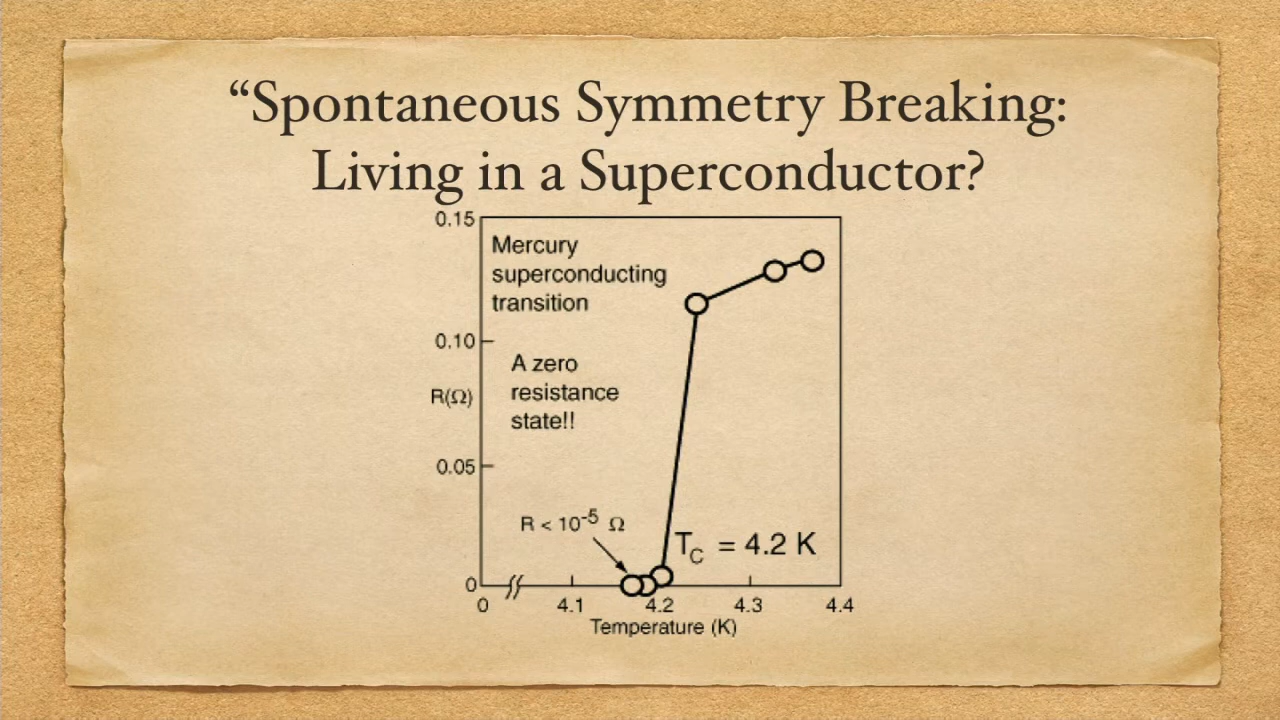 “Spontaneous Symmetry Breaking:
Living in a Superconductor?
0.15
Mercury
superconducting
transition
0.10
A zero
resistance
state!!
R(Ω)
0.05
R < 10⁻⁵ Ω
T_C = 4.2 K
0
0 4.1 4.2 4.3 4.4
Temperature (K)